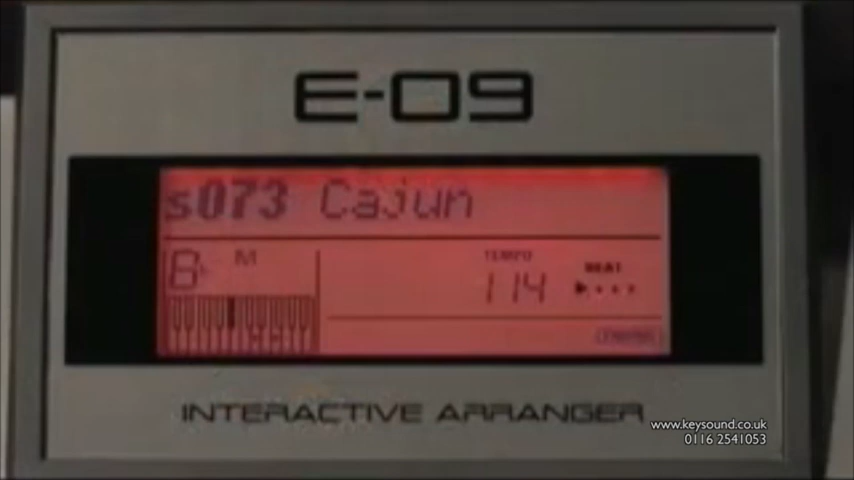 E-09
s073 Cajun
B♭ M
TEMPO
BEAT
114
INTERACTIVE ARRANGER
www.keysound.co.uk
0116 2541053